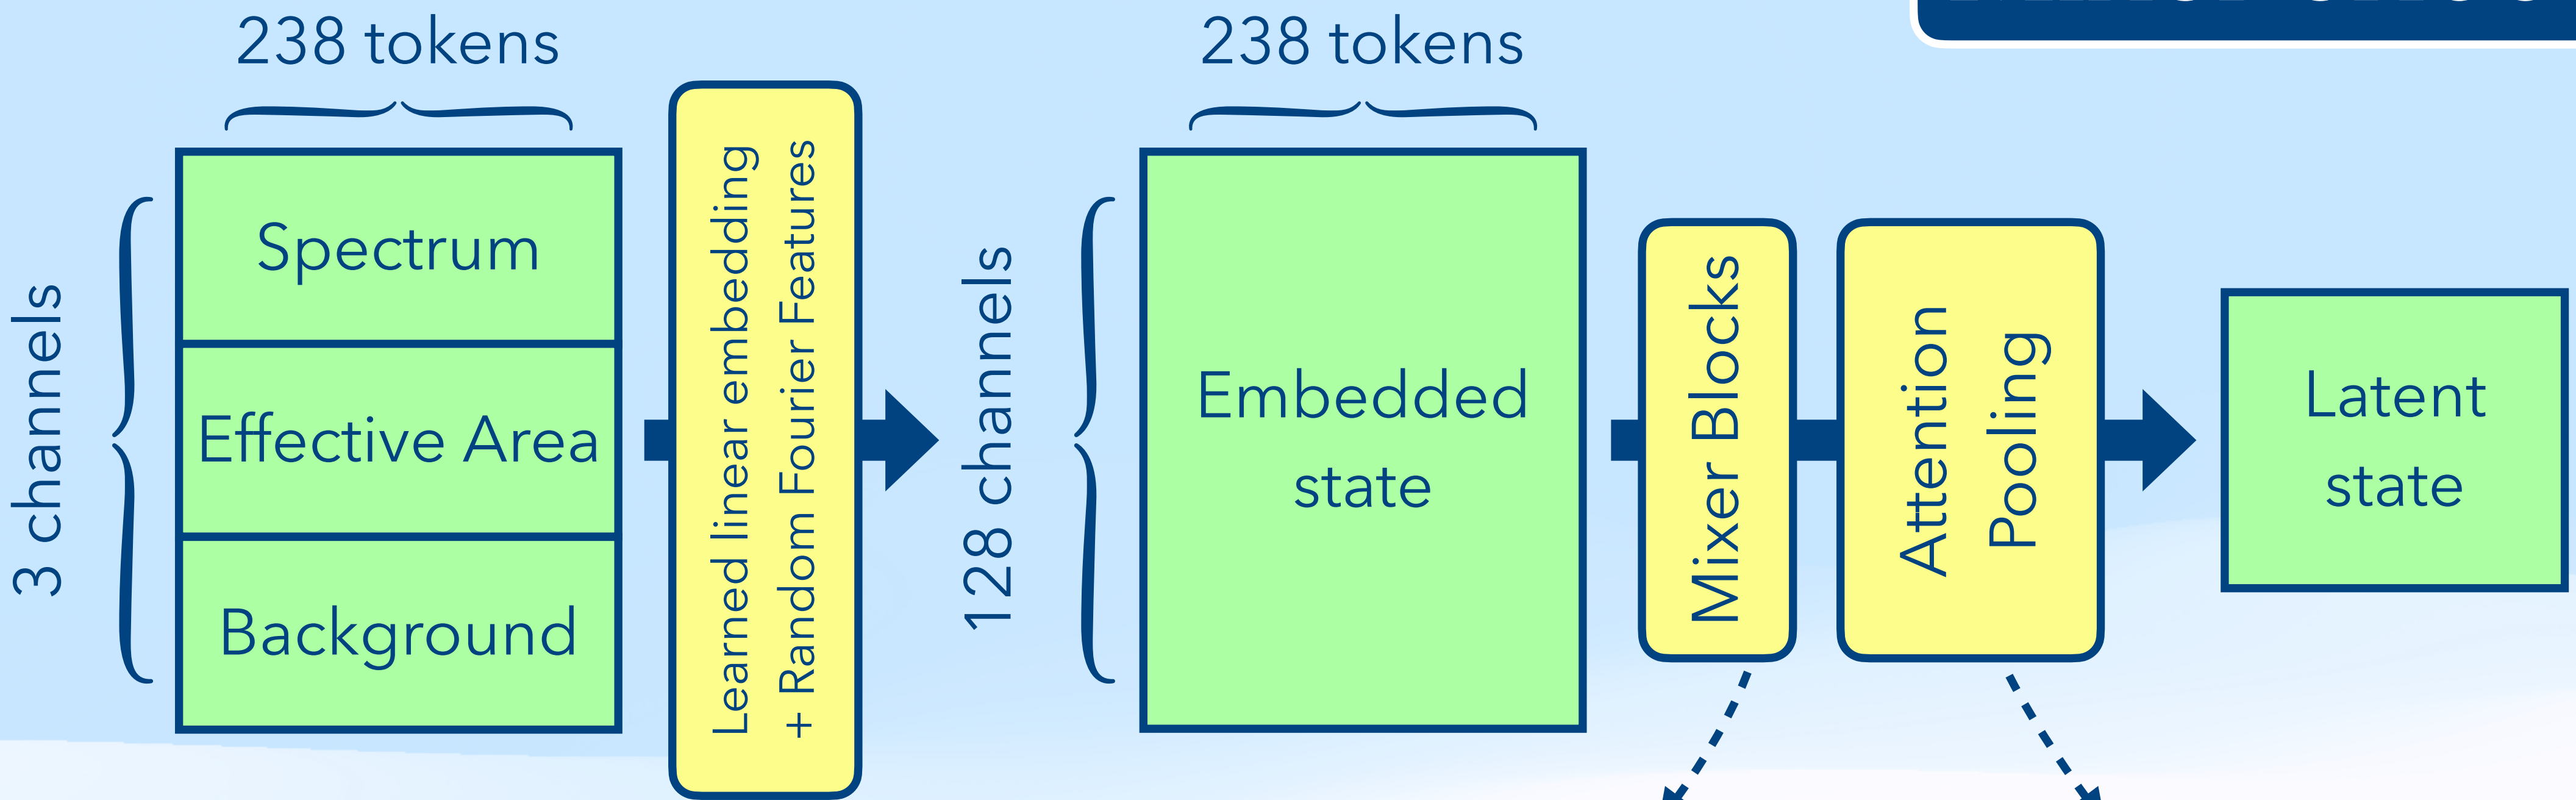 238 tokens
3 channels
Spectrum
Effective Area
Background
Learned linear embedding
+ Random Fourier Features
238 tokens
128 channels
Embedded
state
Mixer Blocks
Attention
Pooling
Latent
state